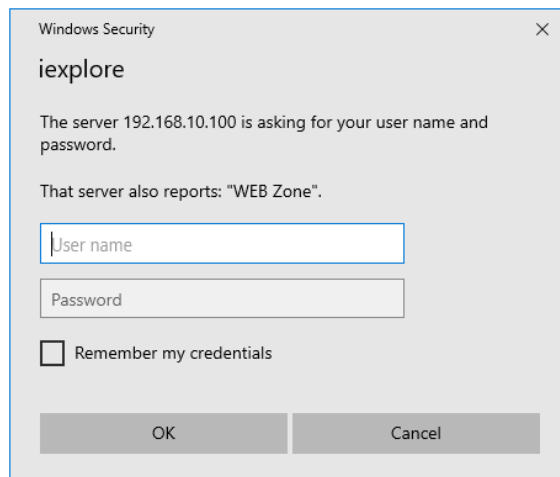 Windows Security
iexplore
The server 192.168.10.100 is asking for your user name and
password.
That server also reports: "WEB Zone".
User name
Password
Remember my credentials
OK
Cancel